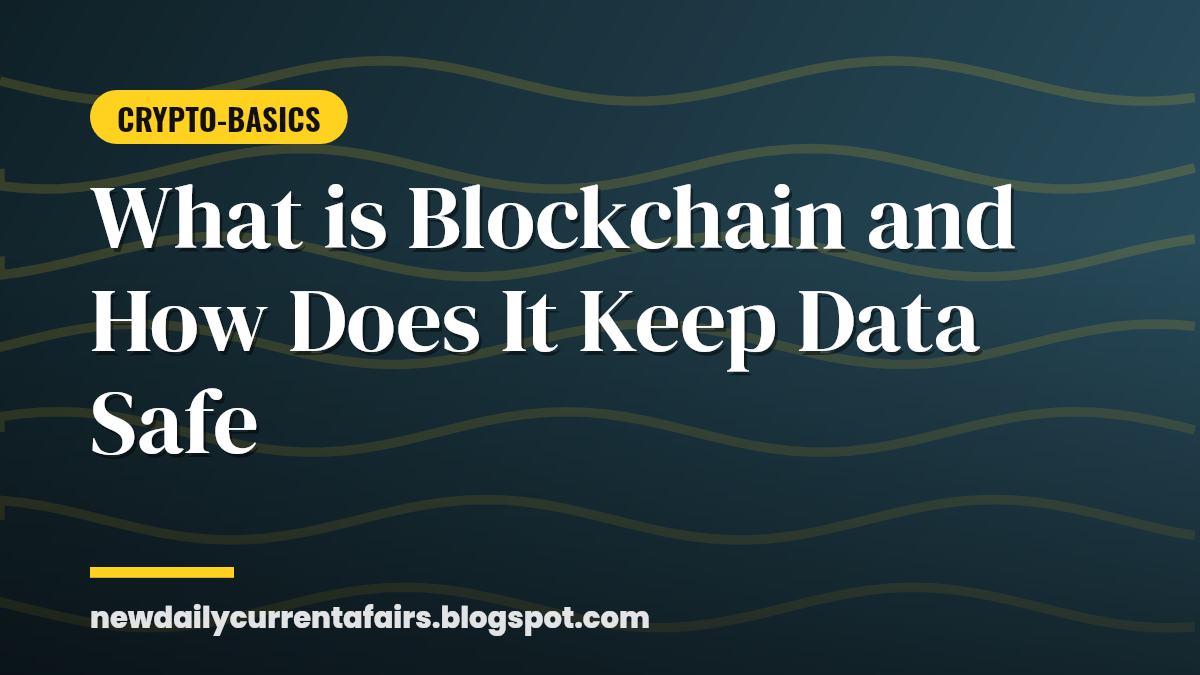 CRYPTO-BASICS
What is Blockchain and
How Does It Keep Data
Safe
newdailycurrentafairs.blogspot.com